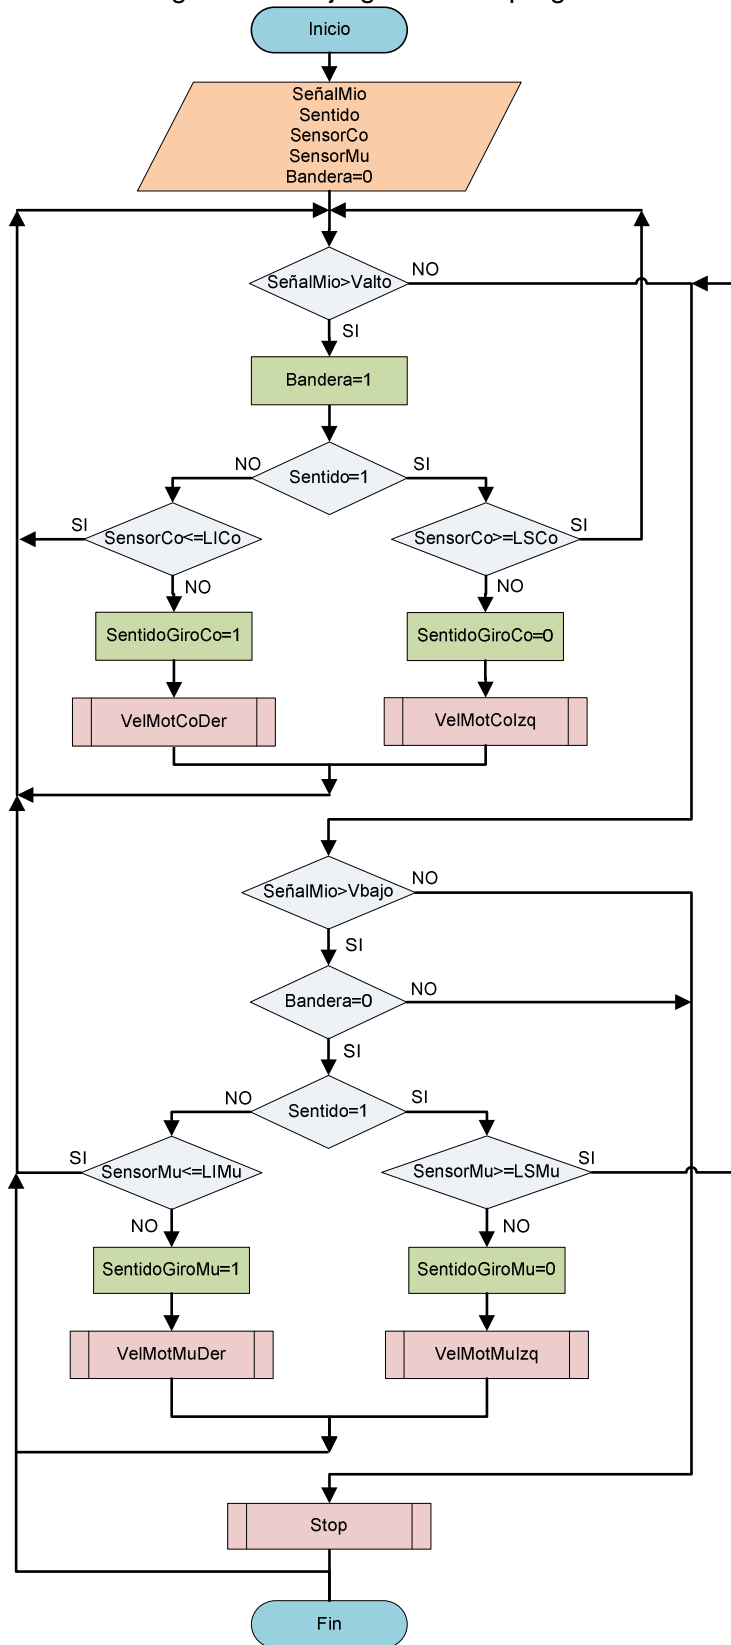 Inicio
SeñalMio
Sentido
SensorCo
SensorMu
Bandera=0
SeñalMio>Valto
NO
SI
Bandera=1
NO
Sentido=1
SI
SI
SensorCo<=LICo
SensorCo>=LSCo
SI
NO
NO
SentidoGiroCo=1
SentidoGiroCo=0
VelMotCoDer
VelMotCoIzq
SeñalMio>Vbajo
NO
SI
Bandera=0
NO
SI
NO
Sentido=1
SI
SI
SensorMu<=LIMu
SensorMu>=LSMu
SI
NO
NO
SentidoGiroMu=1
SentidoGiroMu=0
VelMotMuDer
VelMotMuIzq
Stop
Fin